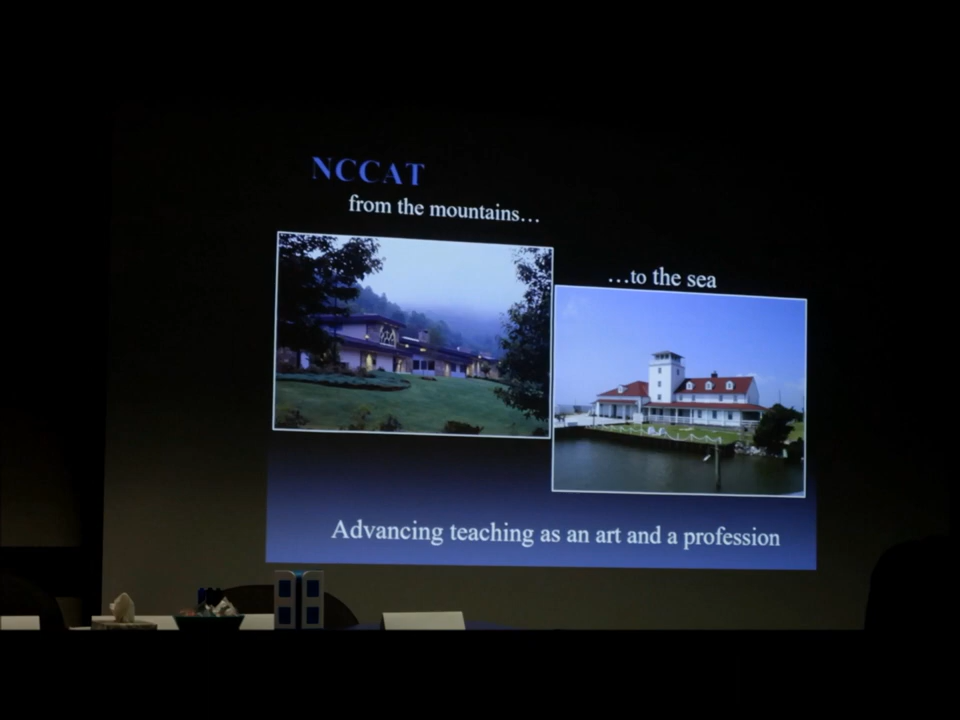 NCCAT
from the mountains…
…to the sea
Advancing teaching as an art and a profession